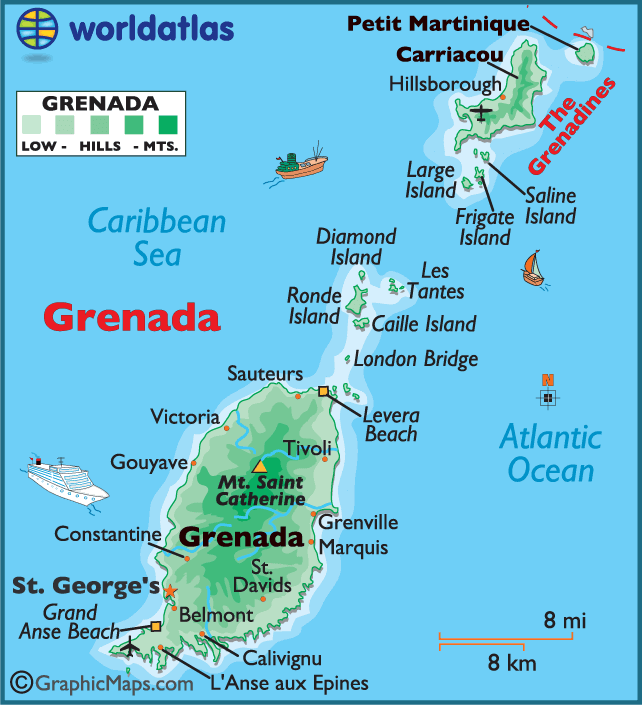 worldatlas
Petit Martinique
Carriacou
Hillsborough
GRENADA
LOW - HILLS - MTS.
The
Grenadines
Large
Island
Saline
Island
Frigate
Island
Caribbean
Sea
Diamond
Island
Les
Tantes
Ronde
Island
Grenada
Caille Island
London Bridge
Sauteurs
N
Levera
Beach
Victoria
Atlantic
Ocean
Tivoli
Gouyave
Mt. Saint
Catherine
Grenville
Constantine
Grenada
Marquis
St.
Davids
St. George's
Grand
Anse Beach
Belmont
8 mi
8 km
Calivignu
L'Anse aux Epines
©GraphicMaps.com